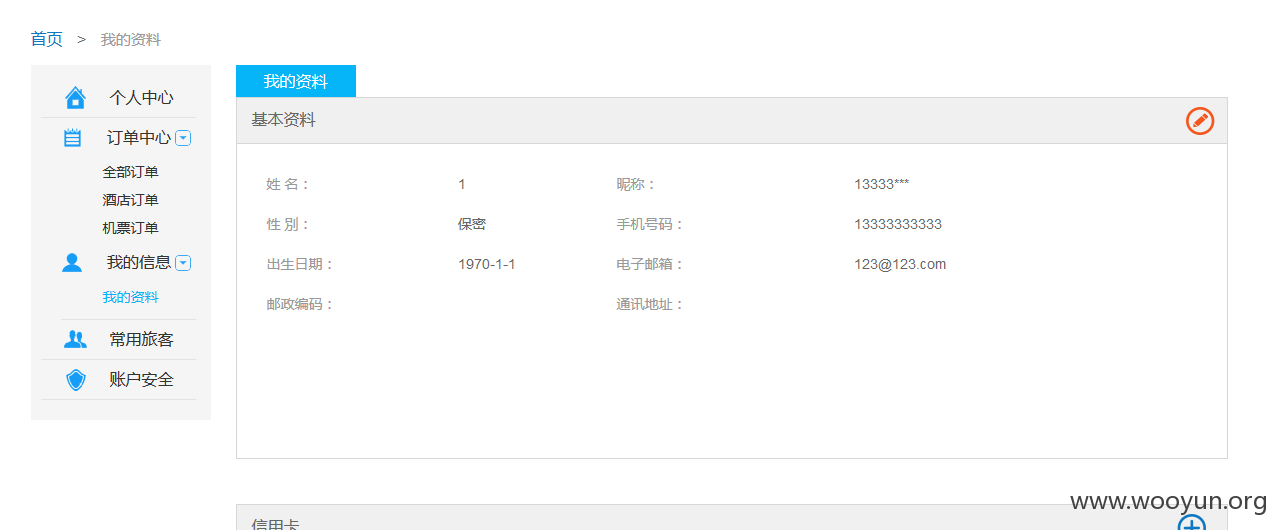 首页 > 我的资料
个人中心
订单中心
全部订单
酒店订单
机票订单
我的信息
我的资料
常用旅客
账户安全
我的资料
基本资料
姓 名： 1 昵称： 13333***
性 别： 保密 手机号码： 13333333333
出生日期： 1970-1-1 电子邮箱： 123@123.com
邮政编码： 通讯地址：
信用卡
www.wooyun.org